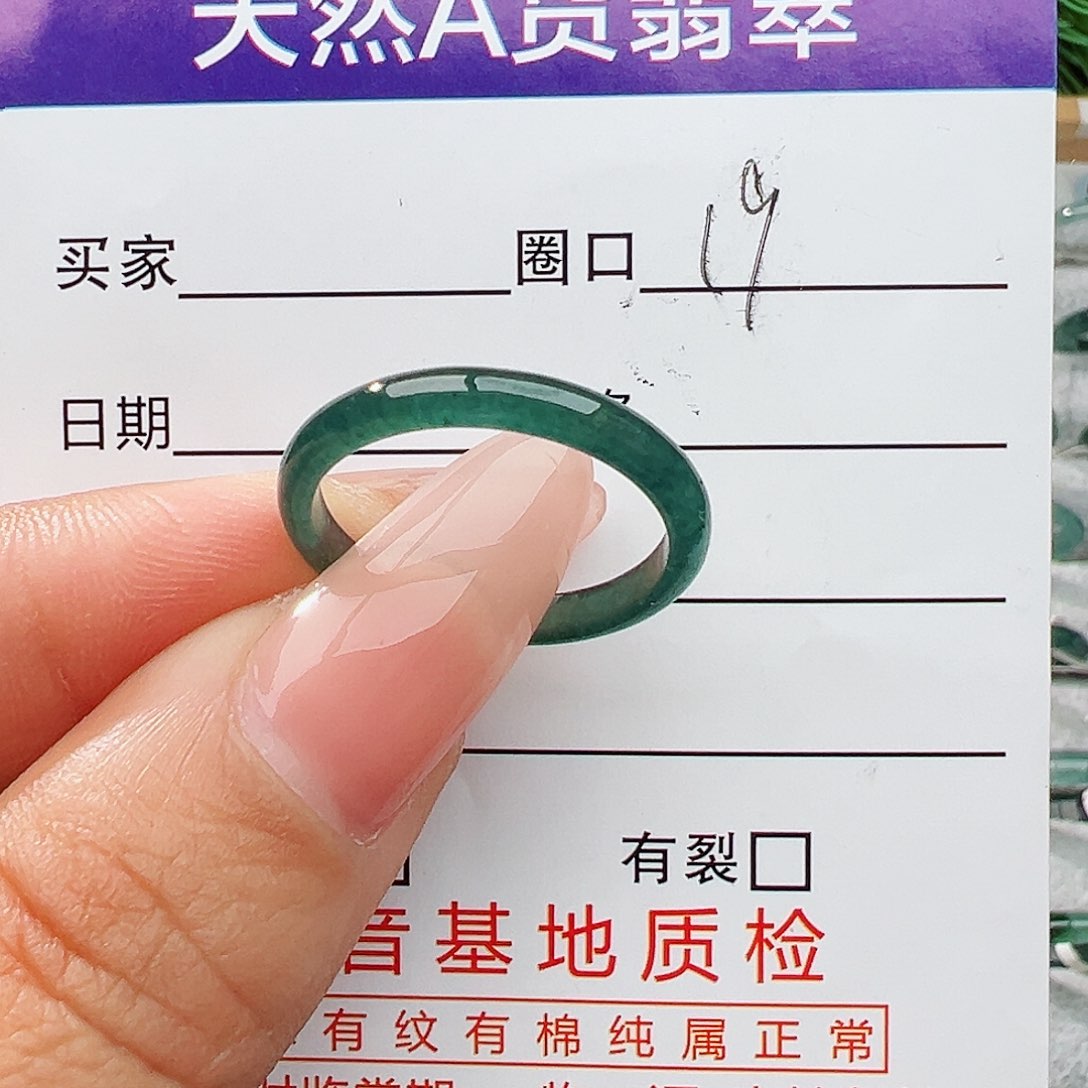 天然A货翡翠
买家 圈口 19
日期
有裂
音基地质检
有纹有棉纯属正常